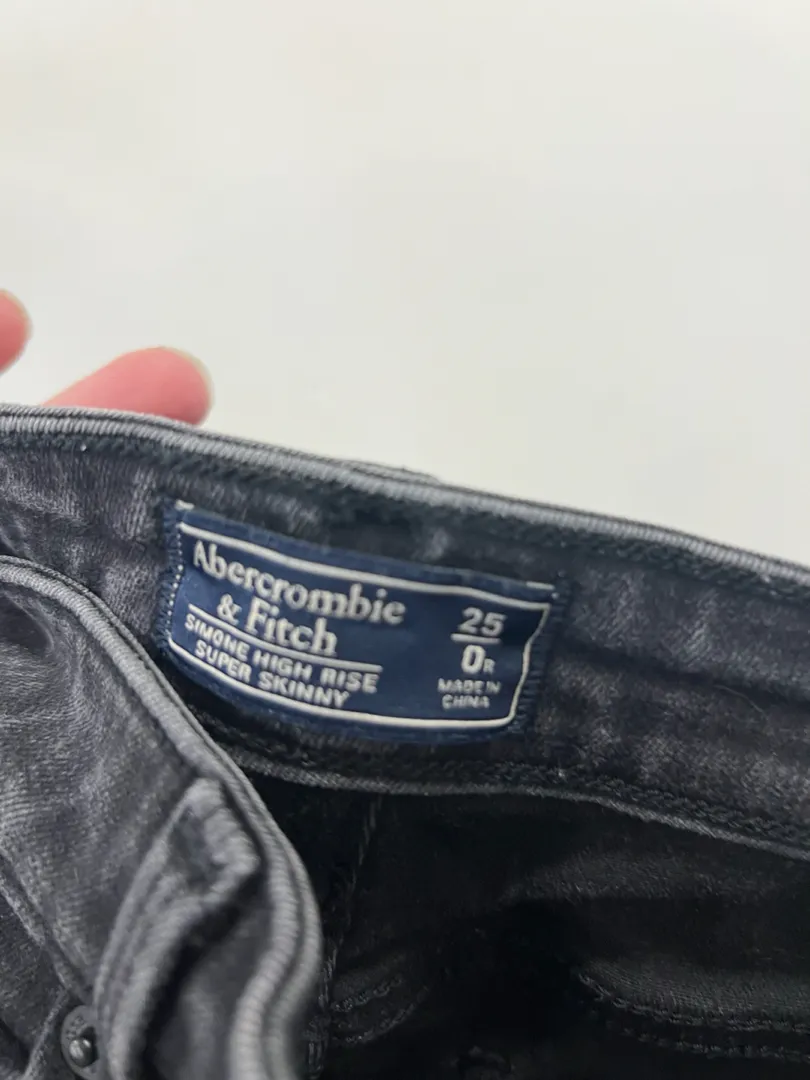 Abercrombie
& Fitch
SIMONE HIGH RISE
SUPER SKINNY
25
0R
MADE IN
CHINA